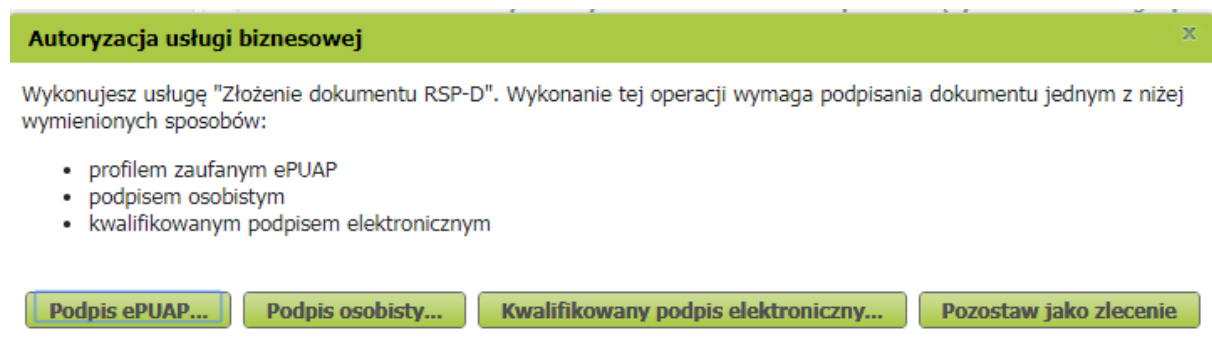 Autoryzacja usługi biznesowej x
Wykonujesz usługę "Złożenie dokumentu RSP-D". Wykonanie tej operacji wymaga podpisania dokumentu jednym z niżej
wymienionych sposobów:
• profilem zaufanym ePUAP
• podpisem osobistym
• kwalifikowanym podpisem elektronicznym
Podpis ePUAP... Podpis osobisty... Kwalifikowany podpis elektroniczny... Pozostaw jako zlecenie